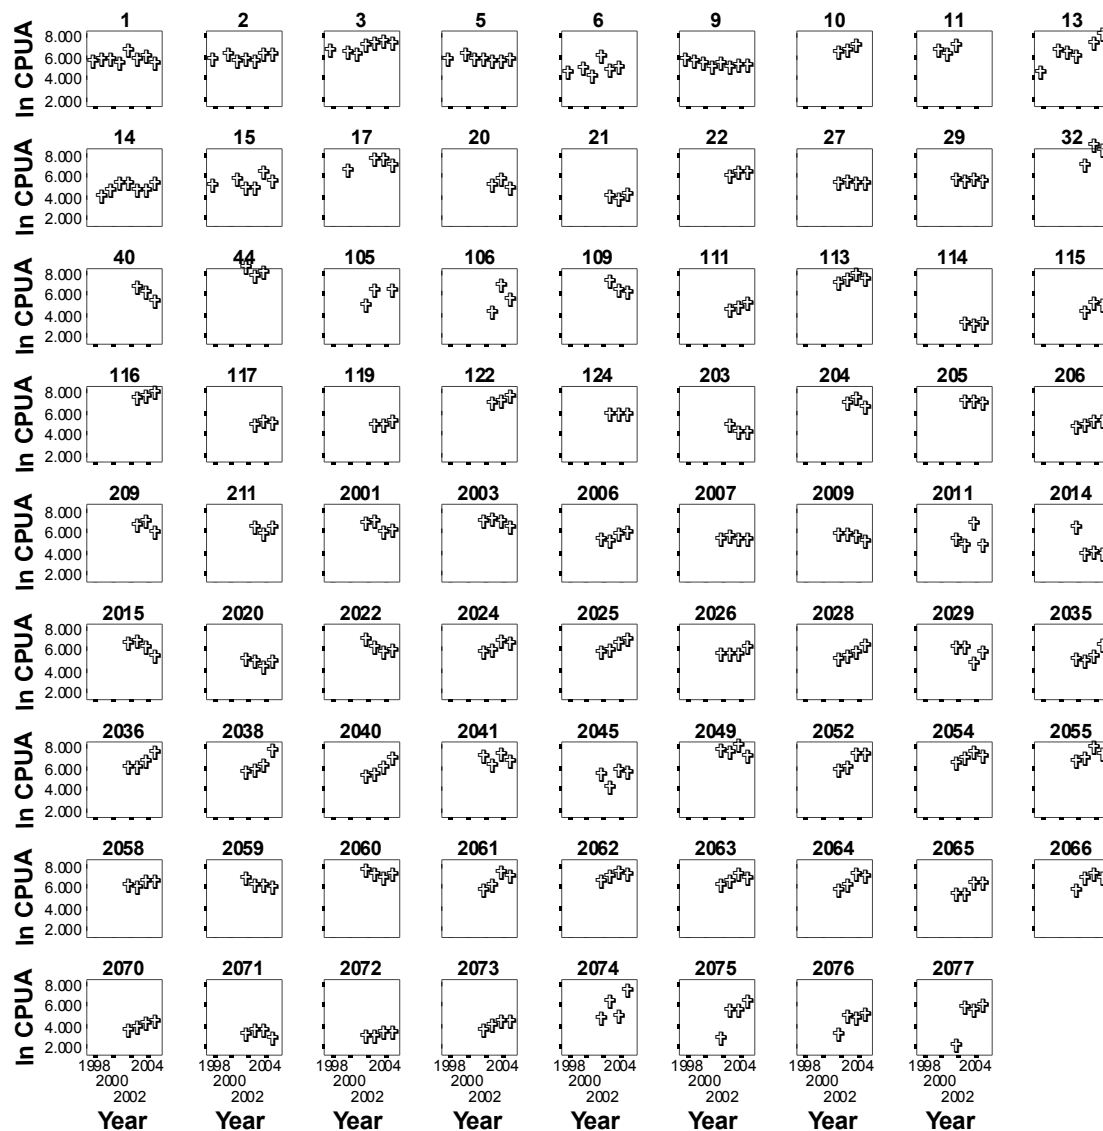 1 2 3 5 6 9 10 11 13
ln CPUA 8.000 6.000 4.000 2.000
14 15 17 20 21 22 27 29 32
ln CPUA 8.000 6.000 4.000 2.000
40 44 105 106 109 111 113 114 115
ln CPUA 8.000 6.000 4.000 2.000
116 117 119 122 124 203 204 205 206
ln CPUA 8.000 6.000 4.000 2.000
209 211 2001 2003 2006 2007 2009 2011 2014
ln CPUA 8.000 6.000 4.000 2.000
2015 2020 2022 2024 2025 2026 2028 2029 2035
ln CPUA 8.000 6.000 4.000 2.000
2036 2038 2040 2041 2045 2049 2052 2054 2055
ln CPUA 8.000 6.000 4.000 2.000
2058 2059 2060 2061 2062 2063 2064 2065 2066
ln CPUA 8.000 6.000 4.000 2.000
2070 2071 2072 2073 2074 2075 2076 2077
ln CPUA 8.000 6.000 4.000 2.000
1998 2004 1998 2004 1998 2004 1998 2004 1998 2004 1998 2004 1998 2004 1998 2004
2000 2000 2000 2000 2000 2000 2000 2000
2002 2002 2002 2002 2002 2002 2002 2002
Year Year Year Year Year Year Year Year